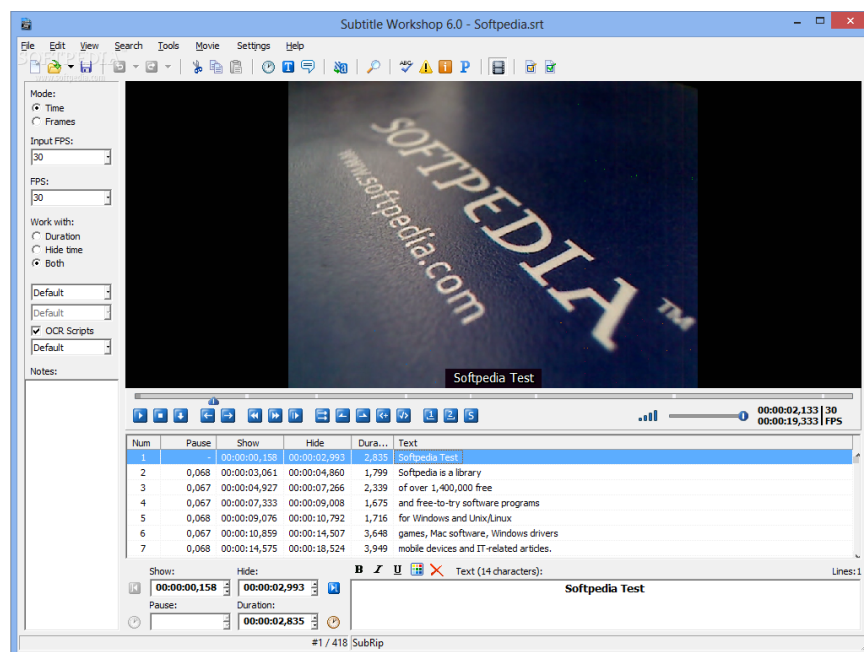 Subtitle Workshop 6.0 - Softpedia.srt
File Edit View Search Tools Movie Settings Help
SOFTPEDIA
www.softpedia.com
Mode:
Time
Frames
Input FPS:
30
FPS:
30
Work with:
Duration
Hide time
Both
Default
Default
OCR Scripts
Default
Notes:
SOFTPEDIA™
www.softpedia.com
Softpedia Test
00:00:02,133 30
00:00:19,333 FPS
Num Pause Show Hide Dura... Text
1 - 00:00:00,158 00:00:02,993 2,835 Softpedia Test
2 0,068 00:00:03,061 00:00:04,860 1,799 Softpedia is a library
3 0,067 00:00:04,927 00:00:07,266 2,339 of over 1,400,000 free
4 0,067 00:00:07,333 00:00:09,008 1,675 and free-to-try software programs
5 0,068 00:00:09,076 00:00:10,792 1,716 for Windows and Unix/Linux
6 0,067 00:00:10,859 00:00:14,507 3,648 games, Mac software, Windows drivers
7 0,068 00:00:14,575 00:00:18,524 3,949 mobile devices and IT-related articles.
Show: Hide: B I U Text (14 characters): Lines:1
00:00:00,158 00:00:02,993 Softpedia Test
Pause: Duration:
00:00:02,835
#1 / 418 SubRip